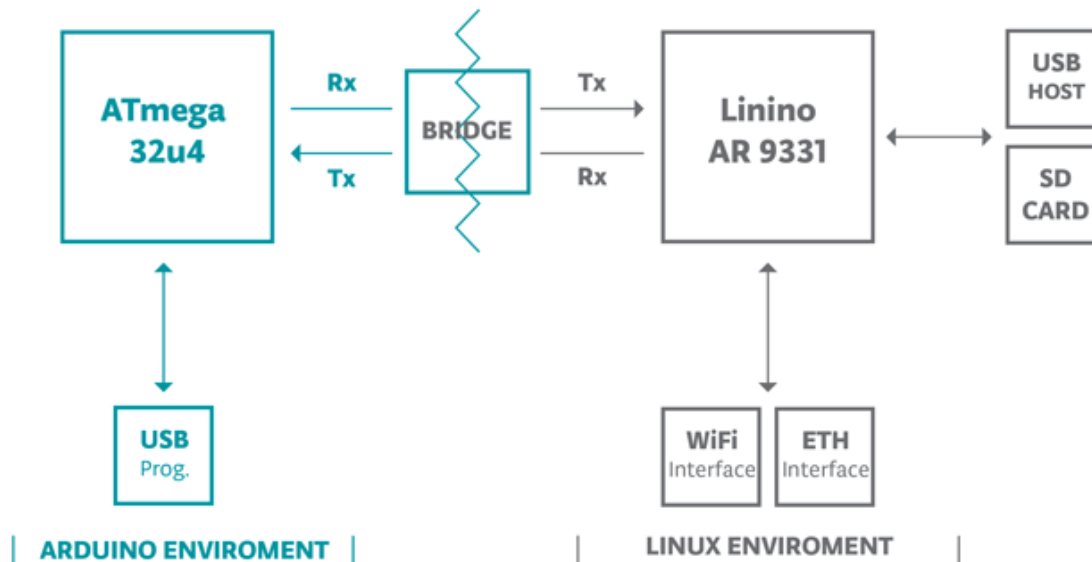 ATmega
32u4
Rx
Tx
BRIDGE
Tx
Rx
Linino
AR 9331
USB
HOST
SD
CARD
USB
Prog.
WiFi
Interface
ETH
Interface
ARDUINO ENVIROMENT
LINUX ENVIROMENT